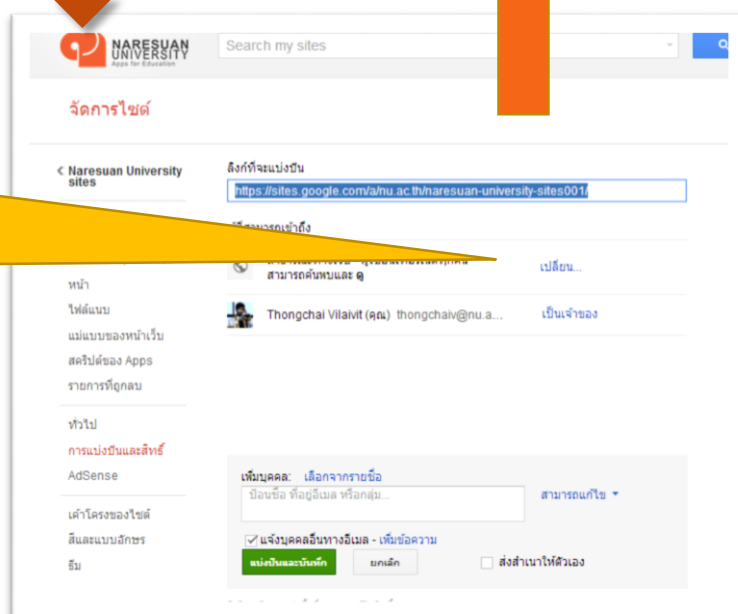 NARESUAN
UNIVERSITY
Apps for Education
Search my sites
จัดการไซต์
< Naresuan University
sites
หน้า
ไฟล์แนบ
แม่แบบของหน้าเว็บ
สคริปต์ของ Apps
รายการที่ถูกลบ
ทั่วไป
การแบ่งปันและสิทธิ์
AdSense
เค้าโครงของไซต์
สีและแบบอักษร
ธีม
ลิงก์ที่จะแบ่งปัน
https://sites.google.com/a/nu.ac.th/naresuan-university-sites001/
สามารถค้นพบและ ดู
เปลี่ยน...
Thongchai Vilaivit (คุณ) thongchaiv@nu.a...
เป็นเจ้าของ
เพิ่มบุคคล: เลือกจากรายชื่อ
ป้อนชื่อ ที่อยู่อีเมล หรือกลุ่ม...
สามารถแก้ไข
แจ้งบุคคลอื่นทางอีเมล - เพิ่มข้อความ
แบ่งปันและบันทึก ยกเลิก ส่งสำเนาให้ตัวเอง